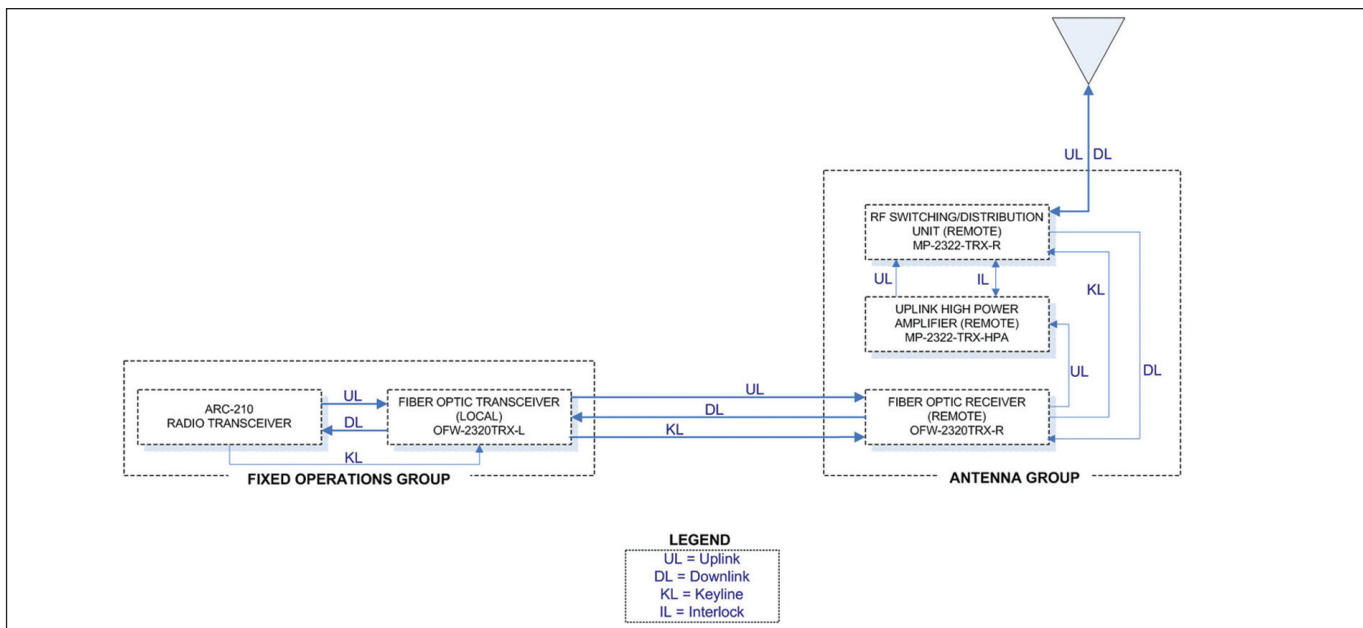 UL DL
RF SWITCHING/DISTRIBUTION
UNIT (REMOTE)
MP-2322-TRX-R
UL
IL
KL
UPLINK HIGH POWER
AMPLIFIER (REMOTE)
MP-2322-TRX-HPA
UL
DL
ARC-210
RADIO TRANSCEIVER
UL
DL
KL
FIBER OPTIC TRANSCEIVER
(LOCAL)
OFW-2320TRX-L
UL
DL
KL
FIBER OPTIC RECEIVER
(REMOTE)
OFW-2320TRX-R
FIXED OPERATIONS GROUP
ANTENNA GROUP
LEGEND
UL = Uplink
DL = Downlink
KL = Keyline
IL = Interlock